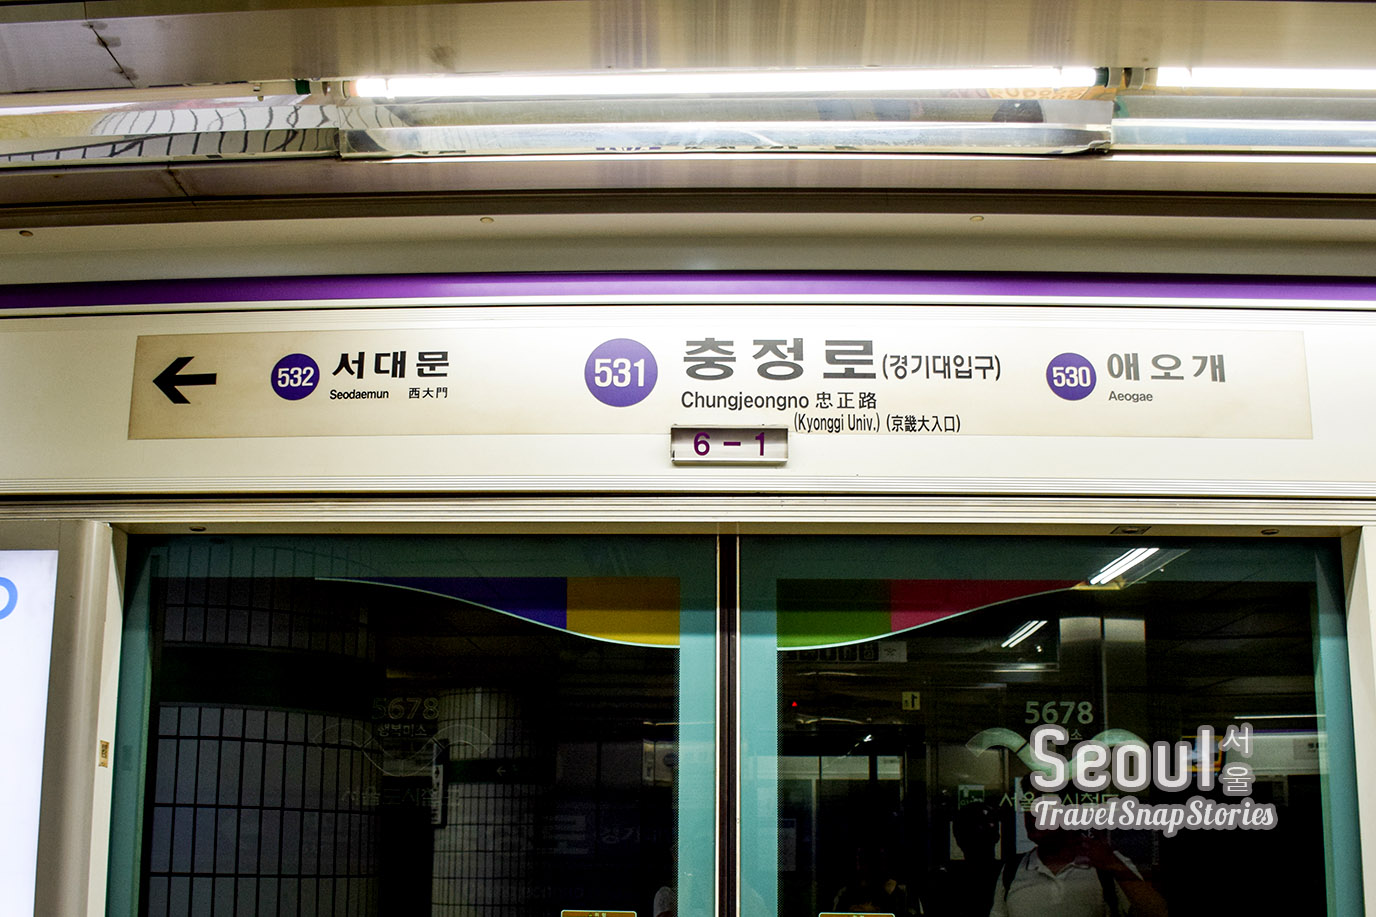 532 서대문
Seodaemun 西大門
531 충정로(경기대입구)
Chungjeongno 忠正路
(Kyonggi Univ.) (京畿大入口)
530 애오개
Aeogae
6 - 1
5678
5678
Seoul 서울
TravelSnapStories